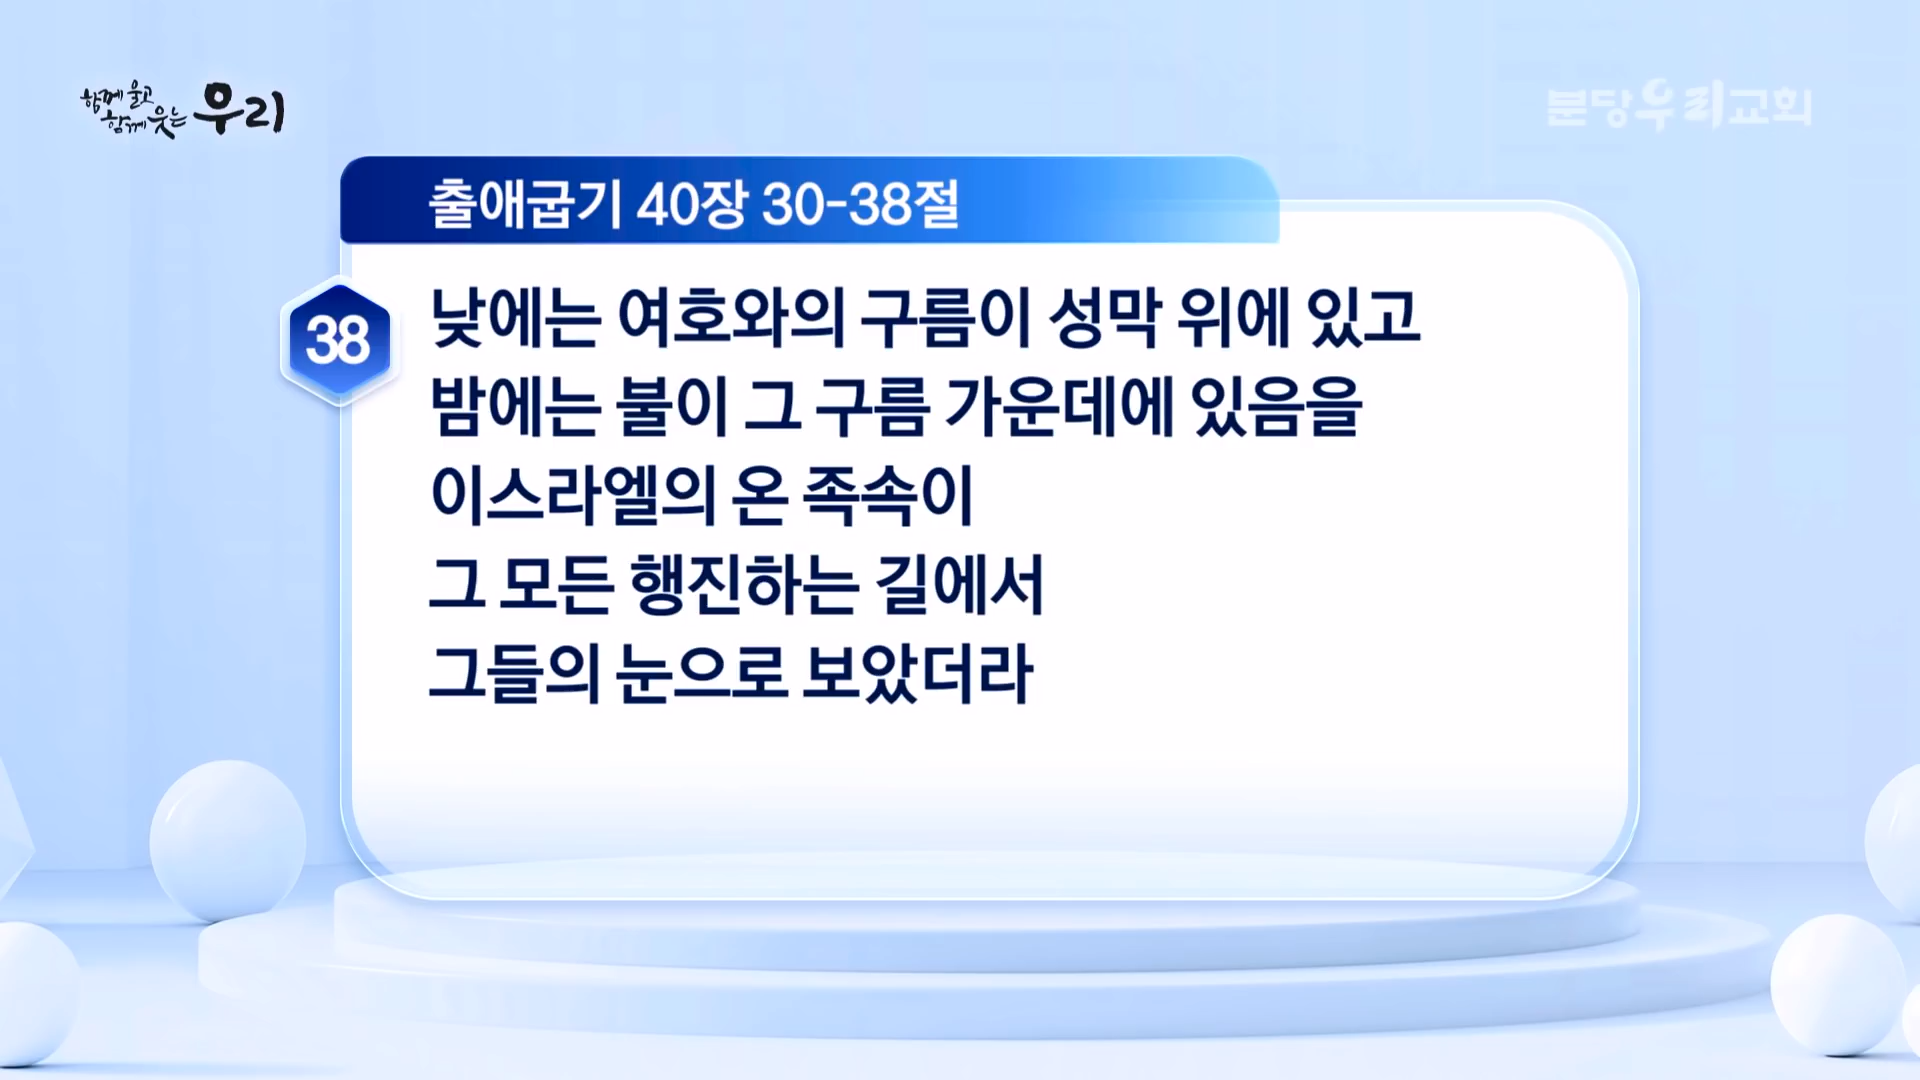 함께 울고
함께 웃는 우리
분당우리교회
출애굽기 40장 30-38절
38
낮에는 여호와의 구름이 성막 위에 있고
밤에는 불이 그 구름 가운데에 있음을
이스라엘의 온 족속이
그 모든 행진하는 길에서
그들의 눈으로 보았더라